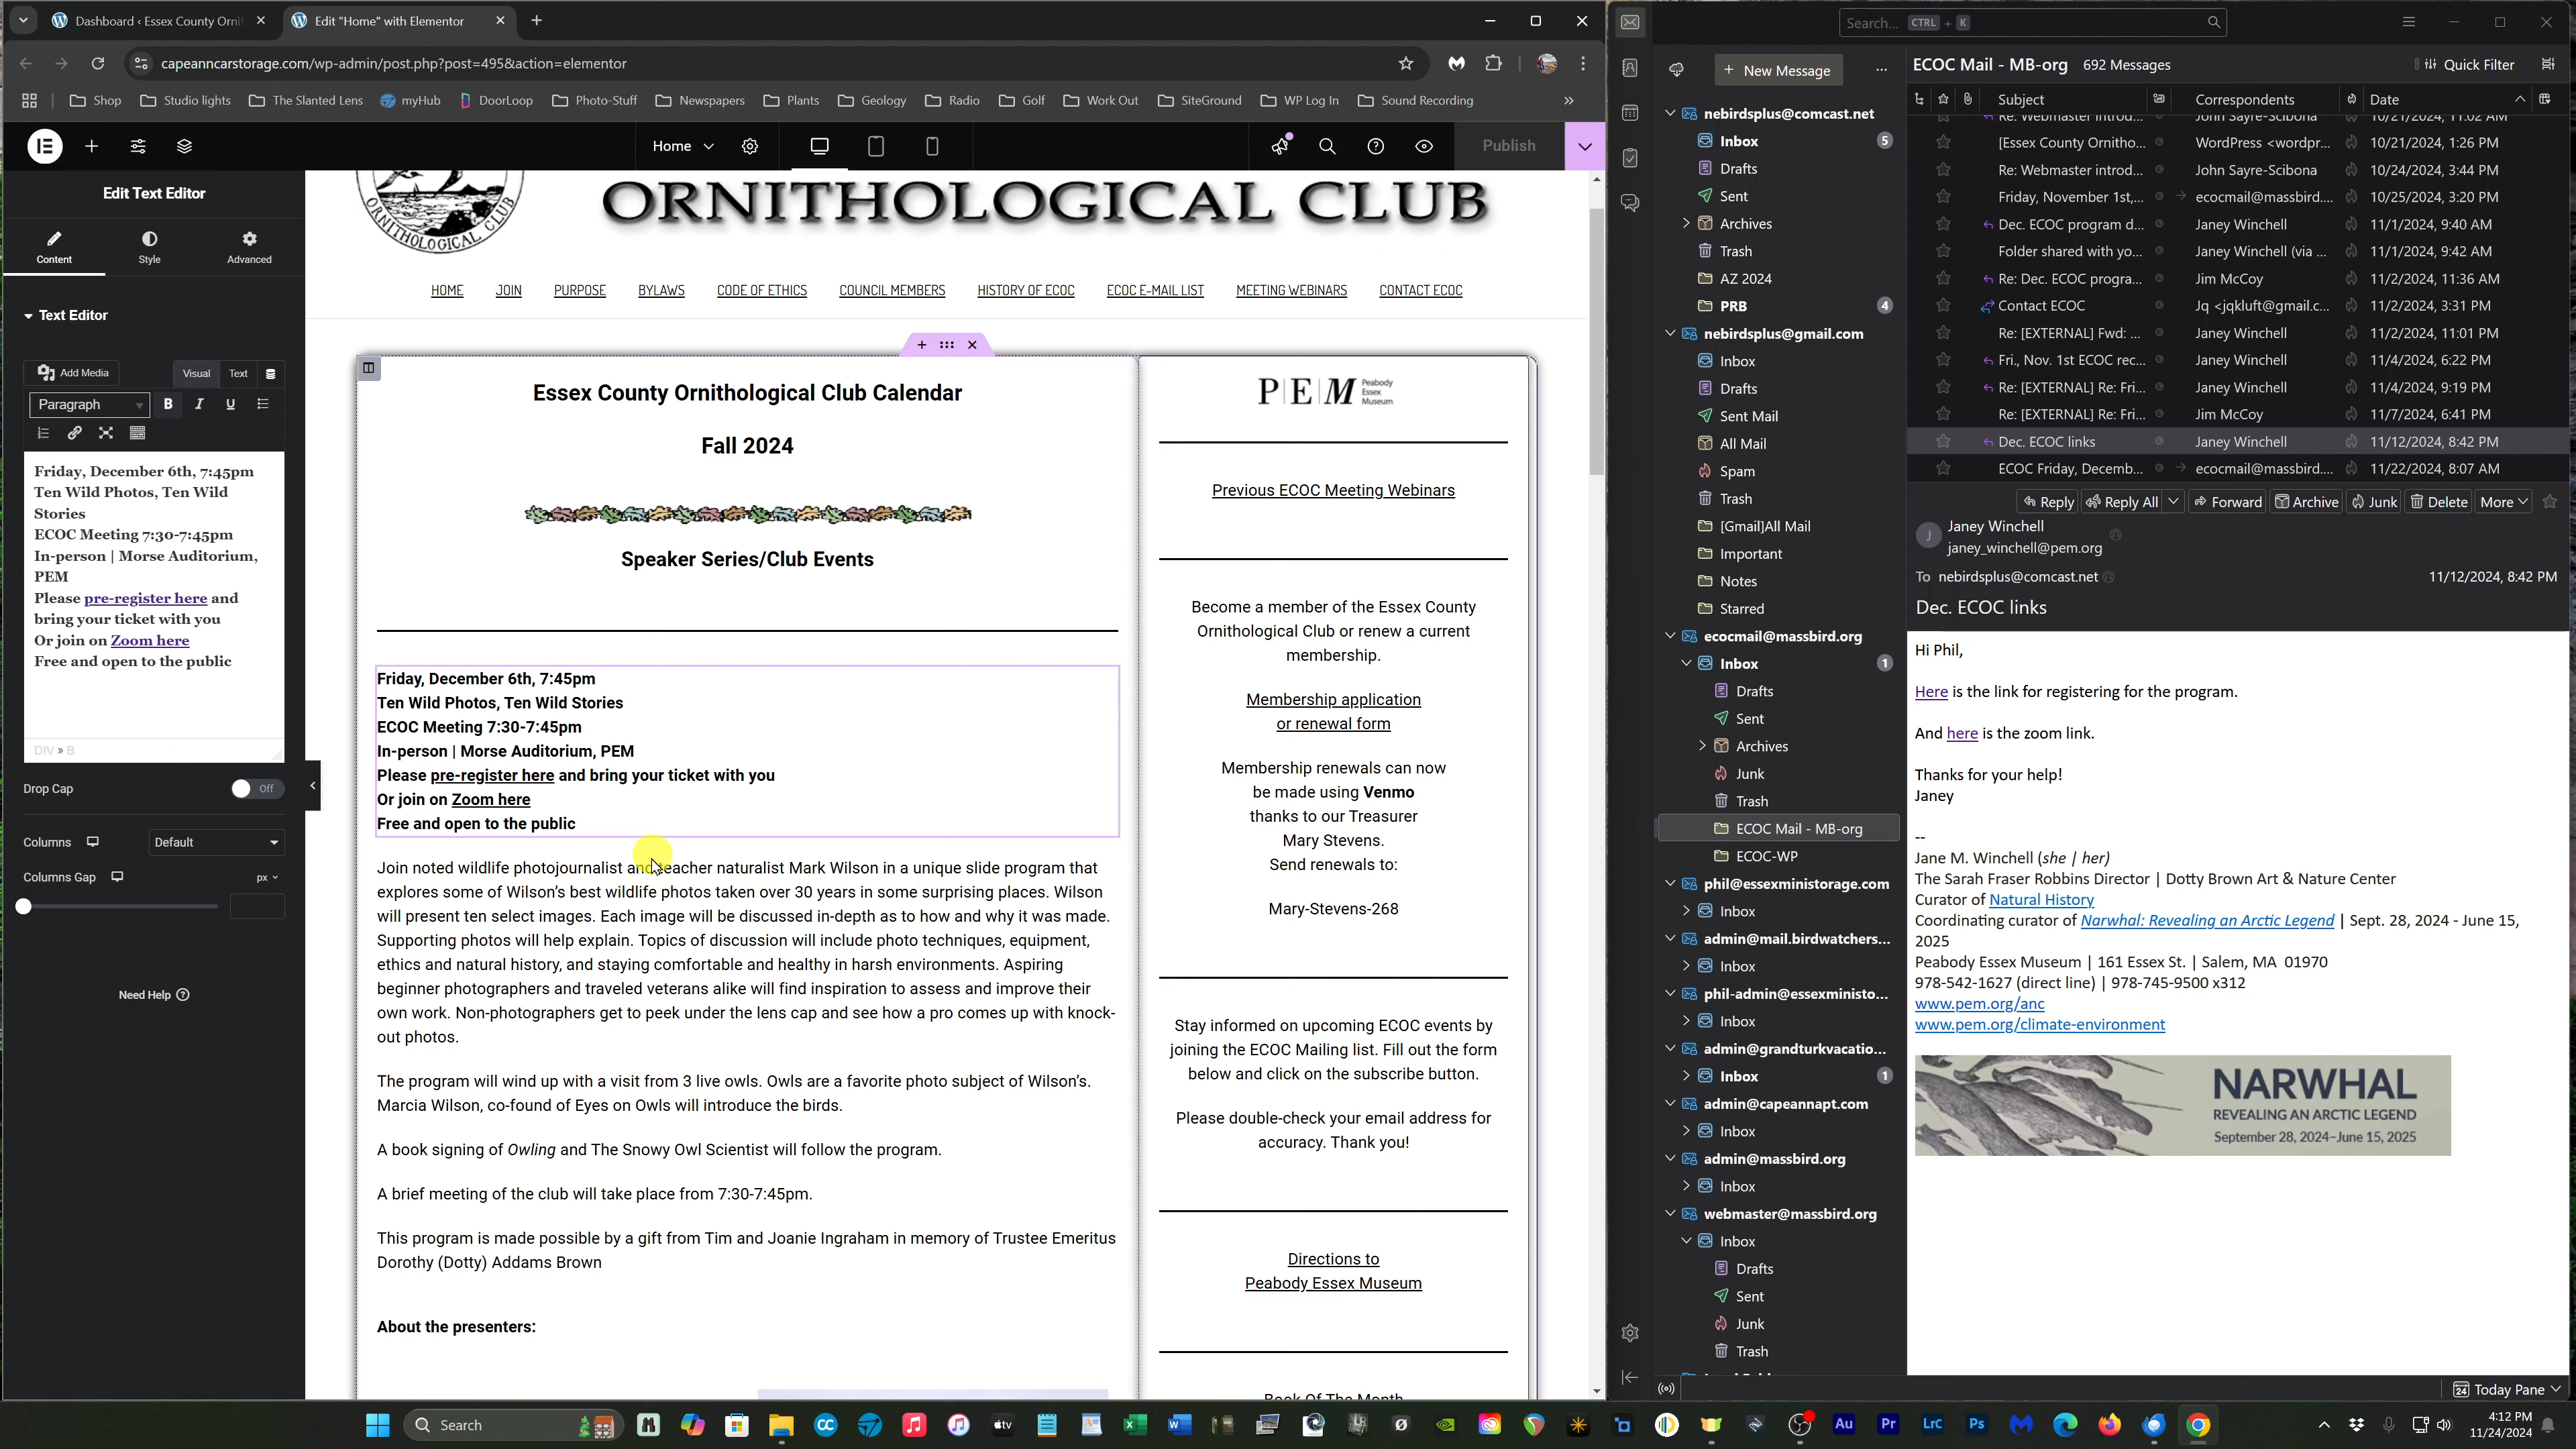 Dashboard ‹ Essex County Ornit
Edit "Home" with Elementor
capeanncarstorage.com/wp-admin/post.php?post=495&action=elementor
Shop
Studio lights
The Slanted Lens
myHub
DoorLoop
Photo-Stuff
Newspapers
Plants
Geology
Radio
Golf
Work Out
SiteGround
WP Log In
Sound Recording
»
Home
Publish
Edit Text Editor
Content
Style
Advanced
Text Editor
Add Media
Visual
Text
Paragraph
B
I
U
Friday, December 6th, 7:45pm
Ten Wild Photos, Ten Wild
Stories
ECOC Meeting 7:30-7:45pm
In-person | Morse Auditorium,
PEM
Please pre-register here and
bring your ticket with you
Or join on Zoom here
Free and open to the public
DIV » B
Drop Cap
Off
Columns
Default
Columns Gap
px
Need Help
ORNITHOLOGICAL CLUB
ORNITHOLOGICAL CLUB
HOME
JOIN
PURPOSE
BYLAWS
CODE OF ETHICS
COUNCIL MEMBERS
HISTORY OF ECOC
ECOC E-MAIL LIST
MEETING WEBINARS
CONTACT ECOC
Essex County Ornithological Club Calendar
Fall 2024
Speaker Series/Club Events
Friday, December 6th, 7:45pm
Ten Wild Photos, Ten Wild Stories
ECOC Meeting 7:30-7:45pm
In-person | Morse Auditorium, PEM
Please pre-register here and bring your ticket with you
Or join on Zoom here
Free and open to the public
Join noted wildlife photojournalist an eacher naturalist Mark Wilson in a unique slide program that
explores some of Wilson's best wildlife photos taken over 30 years in some surprising places. Wilson
will present ten select images. Each image will be discussed in-depth as to how and why it was made.
Supporting photos will help explain. Topics of discussion will include photo techniques, equipment,
ethics and natural history, and staying comfortable and healthy in harsh environments. Aspiring
beginner photographers and traveled veterans alike will find inspiration to assess and improve their
own work. Non-photographers get to peek under the lens cap and see how a pro comes up with knock-
out photos.
The program will wind up with a visit from 3 live owls. Owls are a favorite photo subject of Wilson's.
Marcia Wilson, co-found of Eyes on Owls will introduce the birds.
A book signing of Owling and The Snowy Owl Scientist will follow the program.
A brief meeting of the club will take place from 7:30-7:45pm.
This program is made possible by a gift from Tim and Joanie Ingraham in memory of Trustee Emeritus
Dorothy (Dotty) Addams Brown
About the presenters:
P|E|M Peabody
Essex
Museum
Previous ECOC Meeting Webinars
Become a member of the Essex County
Ornithological Club or renew a current
membership.
Membership application
or renewal form
Membership renewals can now
be made using Venmo
thanks to our Treasurer
Mary Stevens.
Send renewals to:
Mary-Stevens-268
Stay informed on upcoming ECOC events by
joining the ECOC Mailing list. Fill out the form
below and click on the subscribe button.
Please double-check your email address for
accuracy. Thank you!
Directions to
Peabody Essex Museum
Book Of The Month
Search... CTRL + K
New Message
nebirdsplus@comcast.net
Inbox 5
Drafts
Sent
Archives
Trash
AZ 2024
PRB 4
nebirdsplus@gmail.com
Inbox
Drafts
Sent Mail
All Mail
Spam
Trash
[Gmail]All Mail
Important
Notes
Starred
ecocmail@massbird.org
Inbox 1
Drafts
Sent
Archives
Junk
Trash
ECOC Mail - MB-org
ECOC-WP
phil@essexministorage.com
Inbox
admin@mail.birdwatchers...
Inbox
phil-admin@essexministo...
Inbox
admin@grandturkvacatio...
Inbox 1
admin@capeannapt.com
Inbox
admin@massbird.org
Inbox
webmaster@massbird.org
Inbox
Drafts
Sent
Junk
Trash
ECOC Mail - MB-org 692 Messages
Quick Filter
Subject Correspondents Date
Re: Webmaster introd... John Sayre-Scibona 10/21/2024, 11:02 AM
[Essex County Ornitho... WordPress <wordpr... 10/21/2024, 1:26 PM
Re: Webmaster introd... John Sayre-Scibona 10/24/2024, 3:44 PM
Friday, November 1st,... ecocmail@massbird.... 10/25/2024, 3:20 PM
Dec. ECOC program d... Janey Winchell 11/1/2024, 9:40 AM
Folder shared with yo... Janey Winchell (via ... 11/1/2024, 9:42 AM
Re: Dec. ECOC progra... Jim McCoy 11/2/2024, 11:36 AM
Contact ECOC Jq <jqkluft@gmail.c... 11/2/2024, 3:31 PM
Re: [EXTERNAL] Fwd: ... Janey Winchell 11/2/2024, 11:01 PM
Fri., Nov. 1st ECOC rec... Janey Winchell 11/4/2024, 6:22 PM
Re: [EXTERNAL] Re: Fri... Janey Winchell 11/4/2024, 9:19 PM
Re: [EXTERNAL] Re: Fri... Jim McCoy 11/7/2024, 6:41 PM
Dec. ECOC links Janey Winchell 11/12/2024, 8:42 PM
ECOC Friday, Decemb... ecocmail@massbird.... 11/22/2024, 8:07 AM
Reply
Reply All
Forward
Archive
Junk
Delete
More
J
Janey Winchell
janey_winchell@pem.org
To nebirdsplus@comcast.net
11/12/2024, 8:42 PM
Dec. ECOC links
Hi Phil,
Here is the link for registering for the program.
And here is the zoom link.
Thanks for your help!
Janey
--
Jane M. Winchell (she | her)
The Sarah Fraser Robbins Director | Dotty Brown Art & Nature Center
Curator of Natural History
Coordinating curator of Narwhal: Revealing an Arctic Legend | Sept. 28, 2024 - June 15,
2025
Peabody Essex Museum | 161 Essex St. | Salem, MA 01970
978-542-1627 (direct line) | 978-745-9500 x312
www.pem.org/anc
www.pem.org/climate-environment
NARWHAL
REVEALING AN ARCTIC LEGEND
September 28, 2024–June 15, 2025
24 Today Pane
Search
CC
tv
Au
Pr
LrC
Ps
4:12 PM
11/24/2024